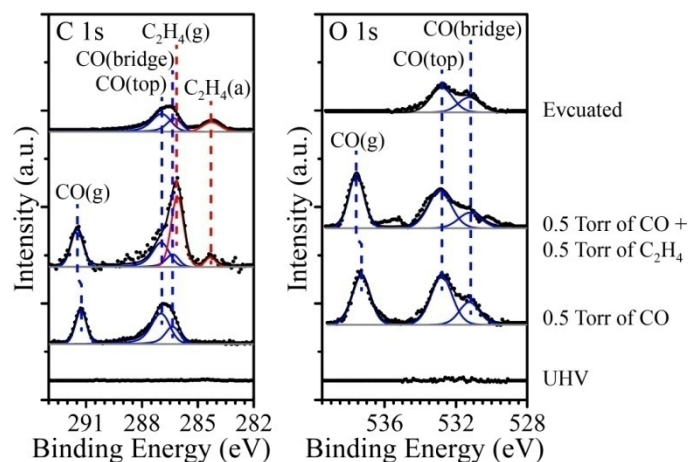 C 1s
C₂H₄(g)
CO(bridge)
CO(top)
C₂H₄(a)
CO(g)
Intensity (a.u.)
291
288
285
282
Binding Energy (eV)
O 1s
CO(bridge)
CO(top)
CO(g)
Intensity (a.u.)
536
532
528
Binding Energy (eV)
Evcuated
0.5 Torr of CO +
0.5 Torr of C₂H₄
0.5 Torr of CO
UHV